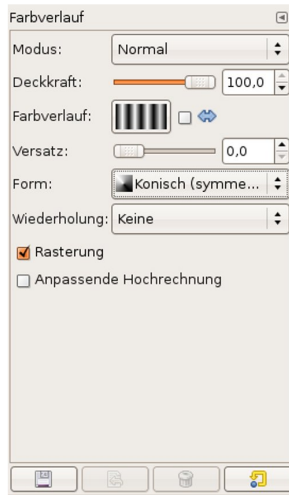 Farbverlauf
Modus: Normal
Deckkraft: 100,0
Farbverlauf:
Versatz: 0,0
Form: Konisch (symme...
Wiederholung: Keine
Rasterung
Anpassende Hochrechnung